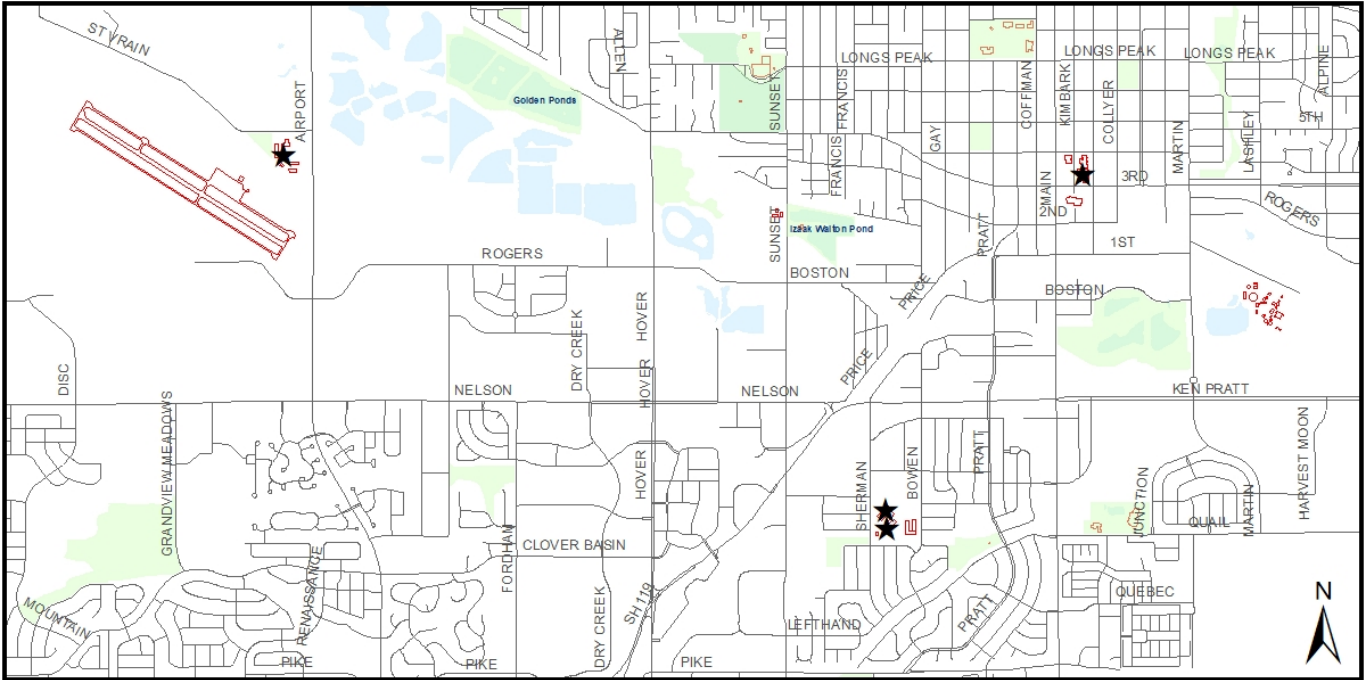 ST VRAIN
AIRPORT
ALLEN
Golden Ponds
SUNSET
LONGS PEAK
FRANCIS
COFFMAN
KIMBARK
LONGS PEAK
COLLYER
LONGS PEAK
ALPINE
5TH
GAY
MARTIN
LASHLEY
FRANCIS
MAIN
3RD
2ND
ROGERS
SUNSET
Izaak Walton Pond
PRATT
1ST
ROGERS
BOSTON
BOSTON
PRICE
HOVER
DRY CREEK
HOVER
PRICE
DISC
NELSON
NELSON
KEN PRATT
GRANDVIEW MEADOWS
HOVER
SHERMAN
BOWEN
PRATT
JUNCTION
QUAIL
MARTIN
HARVEST MOON
FORDHAM
CLOVER BASIN
RENAISSANCE
MOUNTAIN
DRY CREEK
SH 119
LEFTHAND
PRATT
QUEBEC
N
PIKE
PIKE
PIKE